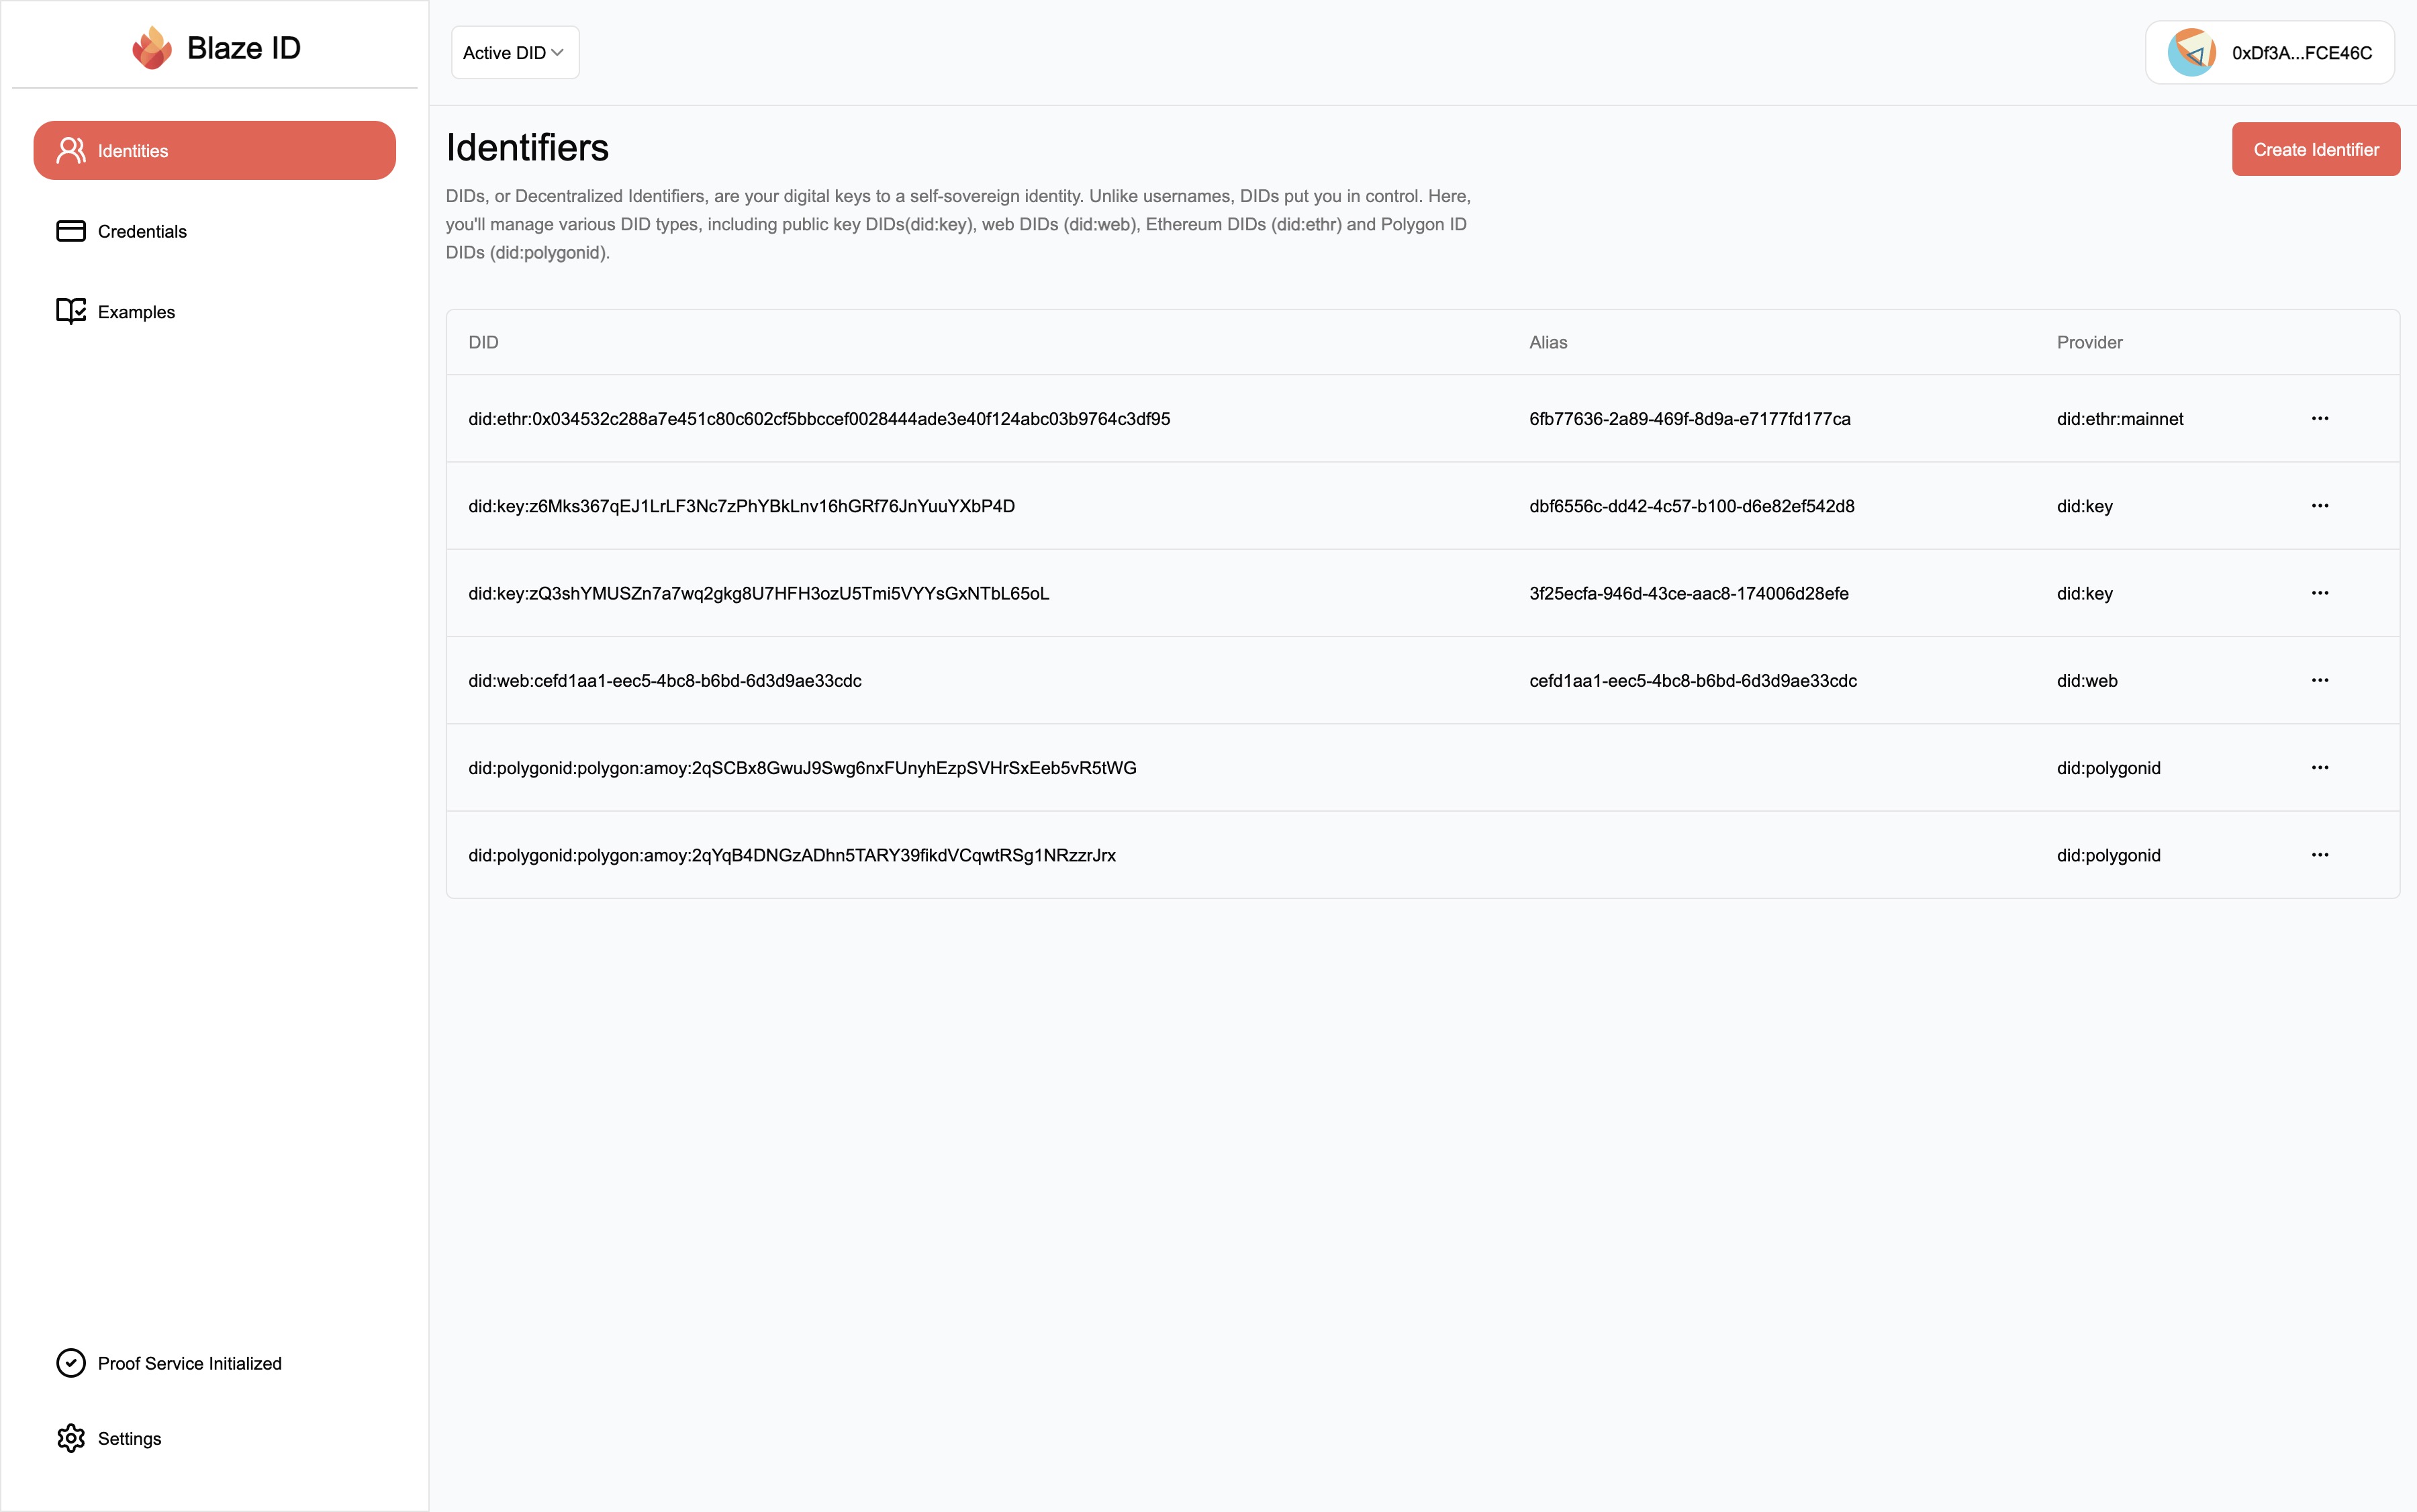 Blaze ID
Active DID
0xDf3A...FCE46C
Identities
Credentials
Examples
Identifiers
Create Identifier
DIDs, or Decentralized Identifiers, are your digital keys to a self-sovereign identity. Unlike usernames, DIDs put you in control. Here,
you'll manage various DID types, including public key DIDs(did:key), web DIDs (did:web), Ethereum DIDs (did:ethr) and Polygon ID
DIDs (did:polygonid).
DID Alias Provider
did:ethr:0x034532c288a7e451c80c602cf5bbccef0028444ade3e40f124abc03b9764c3df95 6fb77636-2a89-469f-8d9a-e7177fd177ca did:ethr:mainnet ...
did:key:z6Mks367qEJ1LrLF3Nc7zPhYBkLnv16hGRf76JnYuuYXbP4D dbf6556c-dd42-4c57-b100-d6e82ef542d8 did:key ...
did:key:zQ3shYMUSZn7a7wq2gkg8U7HFH3ozU5Tmi5VYYsGxNTbL65oL 3f25ecfa-946d-43ce-aac8-174006d28efe did:key ...
did:web:cefd1aa1-eec5-4bc8-b6bd-6d3d9ae33cdc cefd1aa1-eec5-4bc8-b6bd-6d3d9ae33cdc did:web ...
did:polygonid:polygon:amoy:2qSCBx8GwuJ9Swg6nxFUnyhEzpSVHrSxEeb5vR5tWG did:polygonid ...
did:polygonid:polygon:amoy:2qYqB4DNGzADhn5TARY39fikdVCqwtRSg1NRzzrJrx did:polygonid ...
Proof Service Initialized
Settings